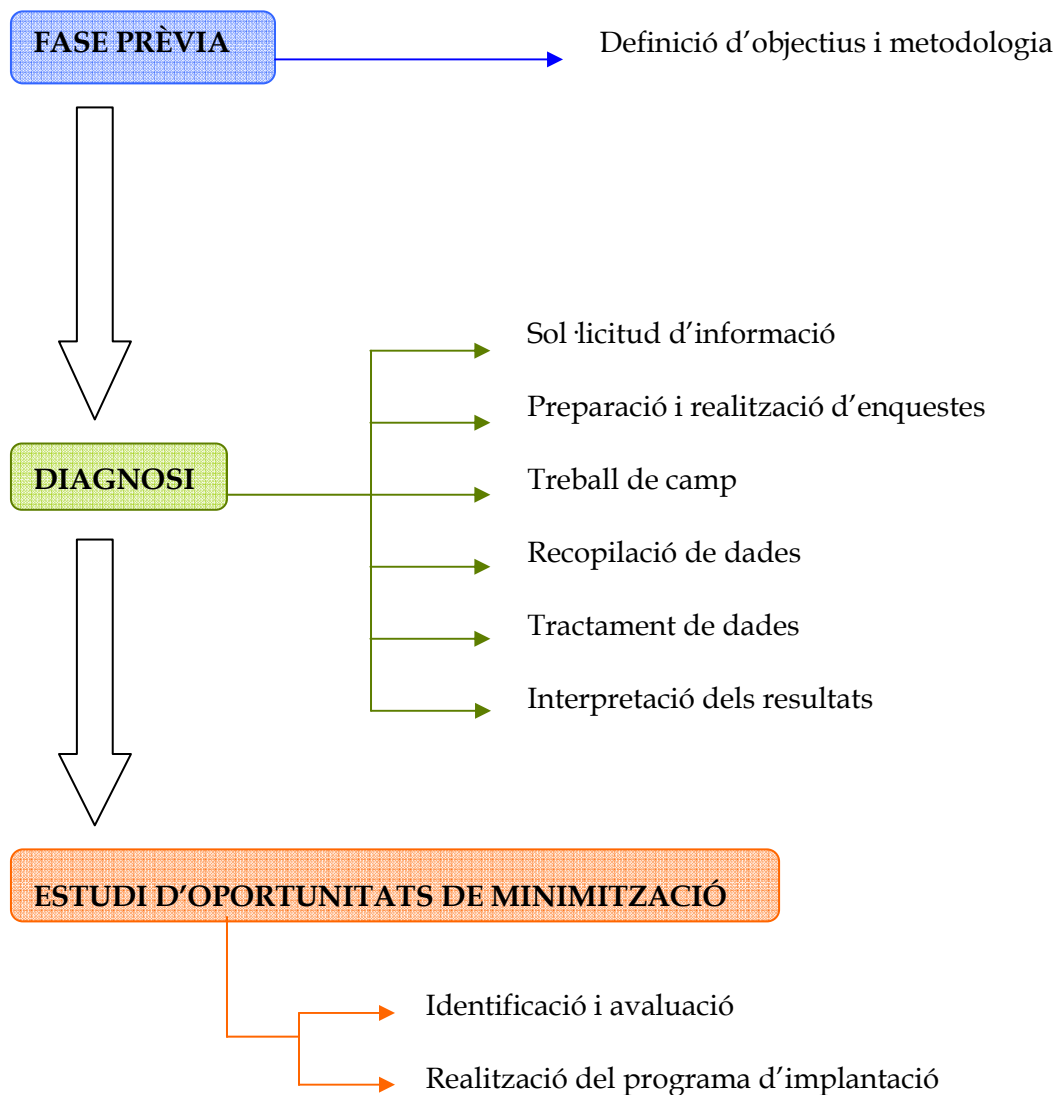 FASE PRÈVIA
Definició d’objectius i metodologia
Sol ·licitud d’informació
Preparació i realització d’enquestes
DIAGNOSI
Treball de camp
Recopilació de dades
Tractament de dades
Interpretació dels resultats
ESTUDI D’OPORTUNITATS DE MINIMITZACIÓ
Identificació i avaluació
Realització del programa d’implantació